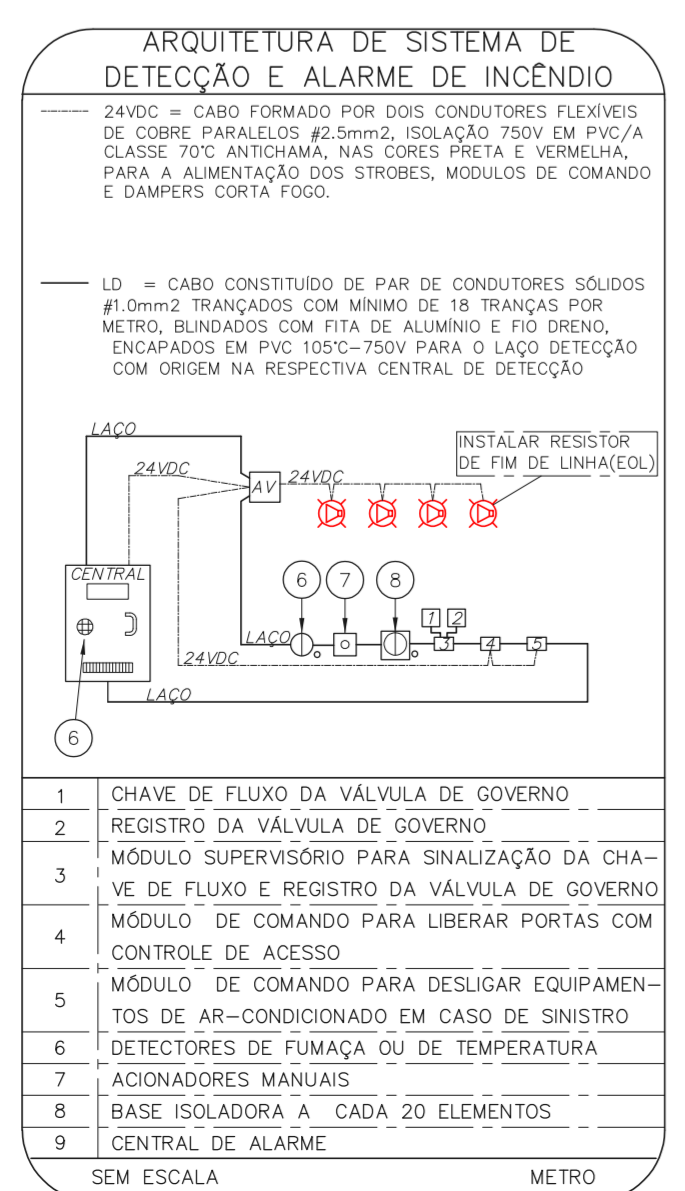 ARQUITETURA DE SISTEMA DE
DETECÇÃO E ALARME DE INCÊNDIO
24VDC = CABO FORMADO POR DOIS CONDUTORES FLEXÍVEIS
DE COBRE PARALELOS #2.5mm2, ISOLAÇÃO 750V EM PVC/A
CLASSE 70°C ANTICHAMA, NAS CORES PRETA E VERMELHA,
PARA A ALIMENTAÇÃO DOS STROBES, MODULOS DE COMANDO
E DAMPERS CORTA FOGO.
LD = CABO CONSTITUÍDO DE PAR DE CONDUTORES SÓLIDOS
#1.0mm2 TRANÇADOS COM MÍNIMO DE 18 TRANÇAS POR
METRO, BLINDADOS COM FITA DE ALUMÍNIO E FIO DRENO,
ENCAPADOS EM PVC 105°C-750V PARA O LAÇO DETECÇÃO
COM ORIGEM NA RESPECTIVA CENTRAL DE DETECÇÃO
LAÇO
INSTALAR RESISTOR
DE FIM DE LINHA(EOL)
24VDC
AV
24VDC
CENTRAL
6
7
8
1
2
LAÇO
3
4
5
24VDC
LAÇO
6
1 CHAVE DE FLUXO DA VÁLVULA DE GOVERNO
2 REGISTRO DA VÁLVULA DE GOVERNO
3 MÓDULO SUPERVISÓRIO PARA SINALIZAÇÃO DA CHA-
VE DE FLUXO E REGISTRO DA VÁLVULA DE GOVERNO
4 MÓDULO DE COMANDO PARA LIBERAR PORTAS COM
CONTROLE DE ACESSO
5 MÓDULO DE COMANDO PARA DESLIGAR EQUIPAMEN-
TOS DE AR-CONDICIONADO EM CASO DE SINISTRO
6 DETECTORES DE FUMAÇA OU DE TEMPERATURA
7 ACIONADORES MANUAIS
8 BASE ISOLADORA A CADA 20 ELEMENTOS
9 CENTRAL DE ALARME
SEM ESCALA METRO